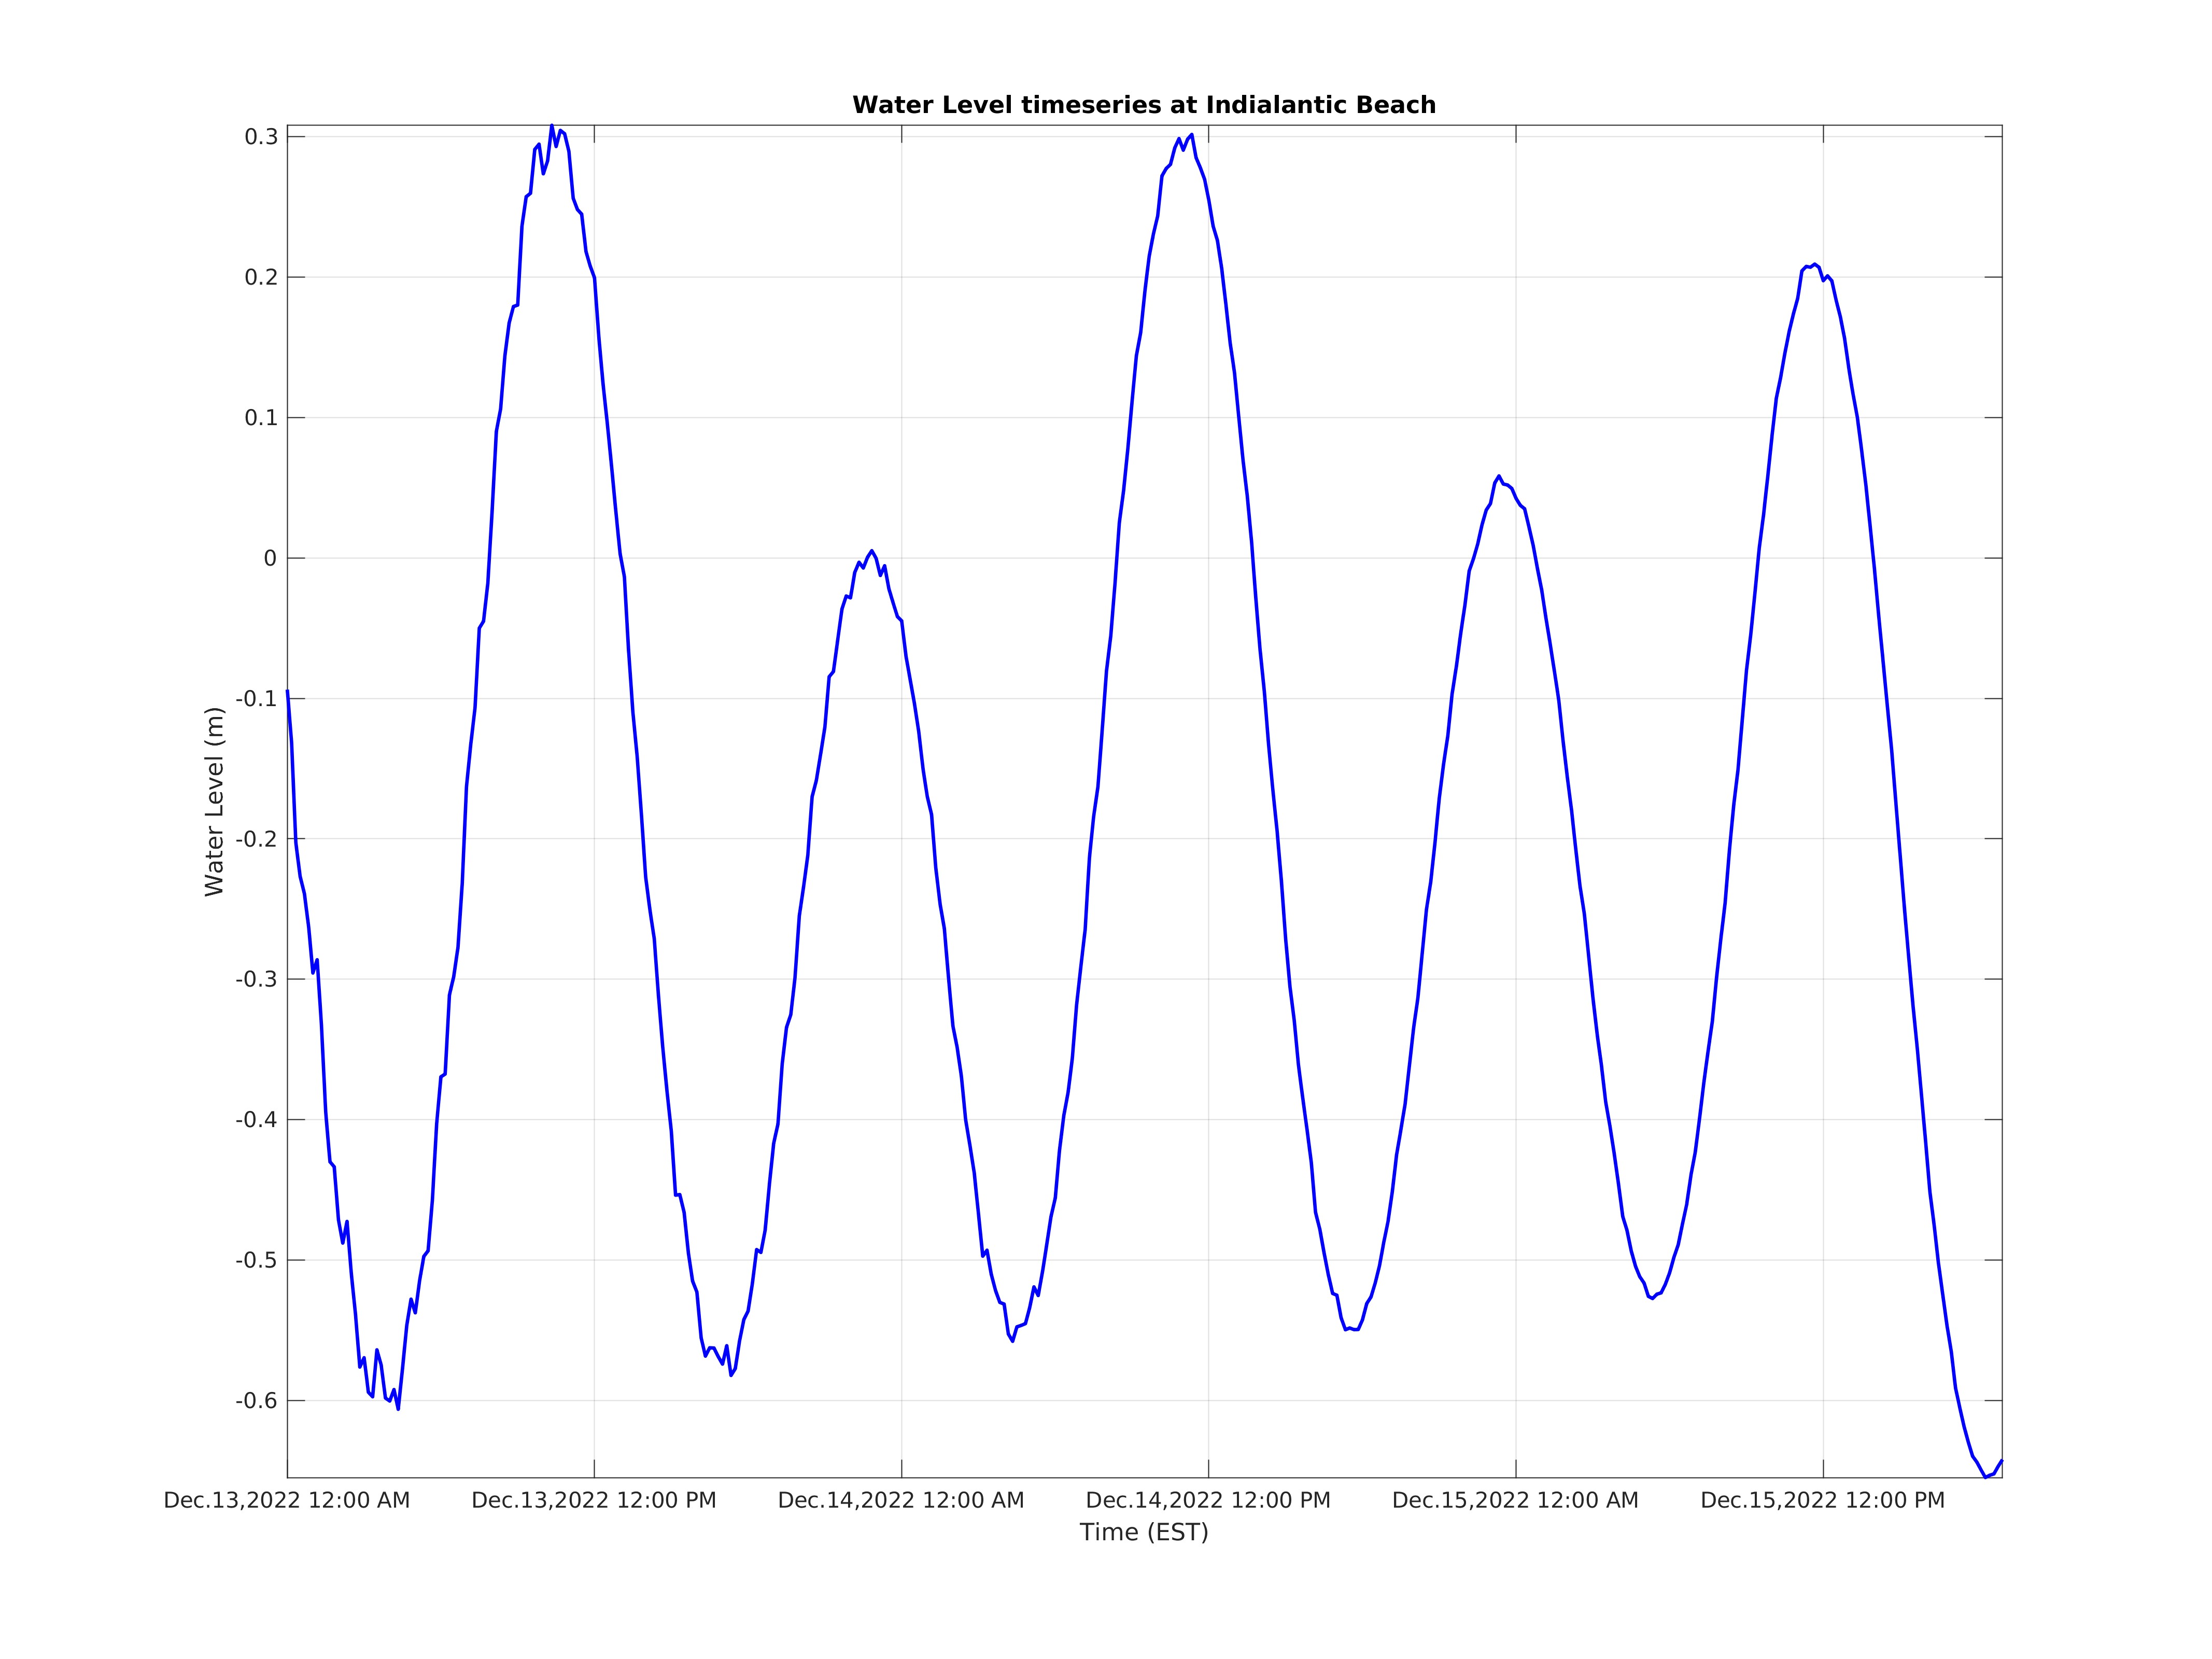 Water Level timeseries at Indialantic Beach
0.3
0.2
0.1
0
-0.1
-0.2
-0.3
-0.4
-0.5
-0.6
Water Level (m)
Dec.13,2022 12:00 AM Dec.13,2022 12:00 PM Dec.14,2022 12:00 AM Dec.14,2022 12:00 PM Dec.15,2022 12:00 AM Dec.15,2022 12:00 PM
Time (EST)